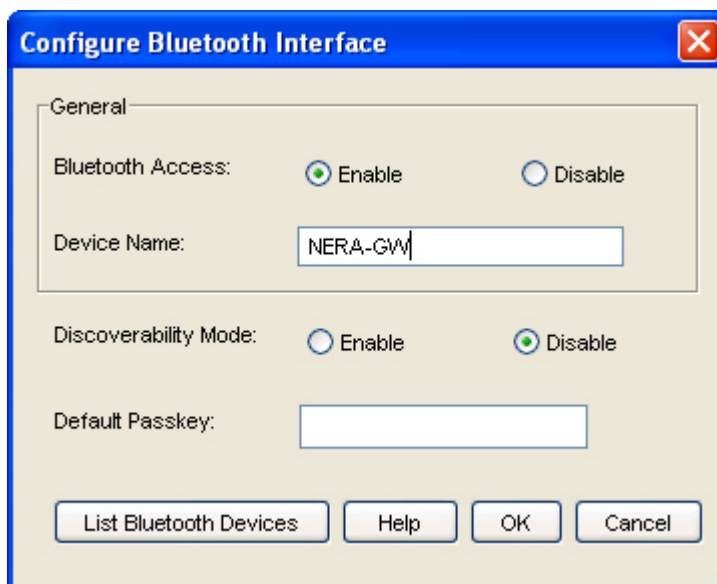 Configure Bluetooth Interface
General
Bluetooth Access: Enable Disable
Device Name: NERA-GW
Discoverability Mode: Enable Disable
Default Passkey:
List Bluetooth Devices Help OK Cancel